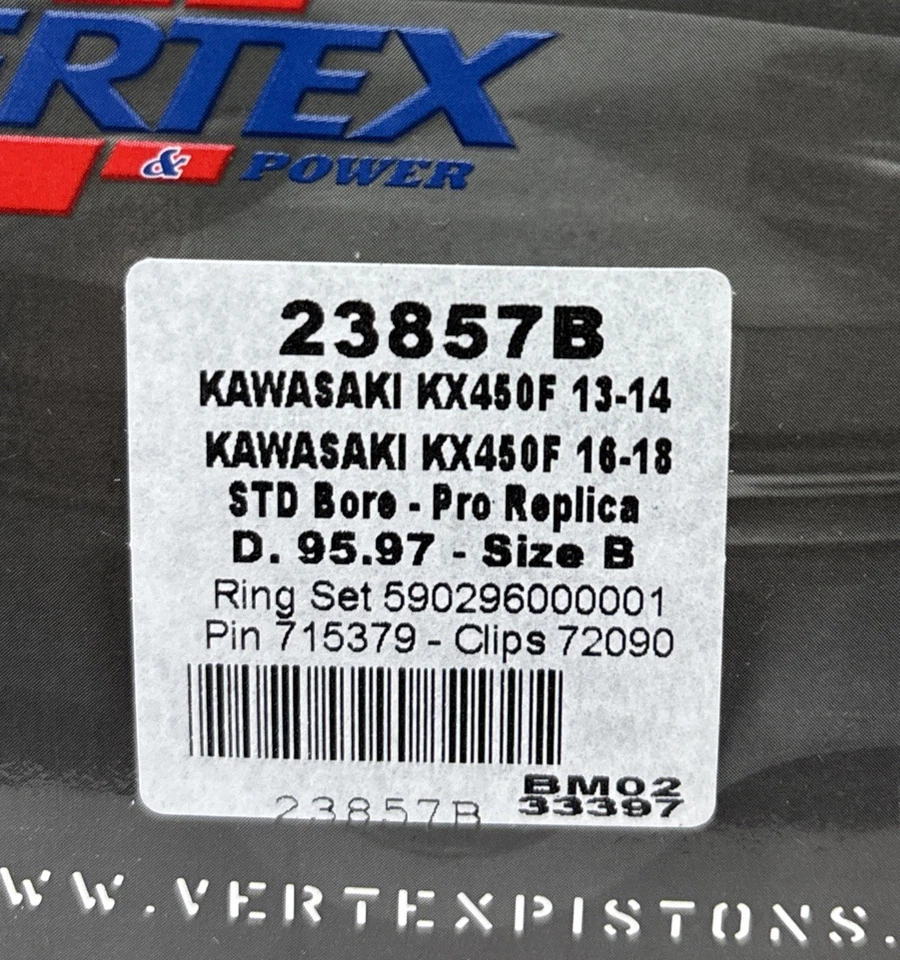 ERTEX
& POWER
23857B
KAWASAKI KX450F 13-14
KAWASAKI KX450F 16-18
STD Bore - Pro Replica
D. 95.97 - Size B
Ring Set 590296000001
Pin 715379 - Clips 72090
BM02
23857B 33397
WW.VERTEXPISTONS.